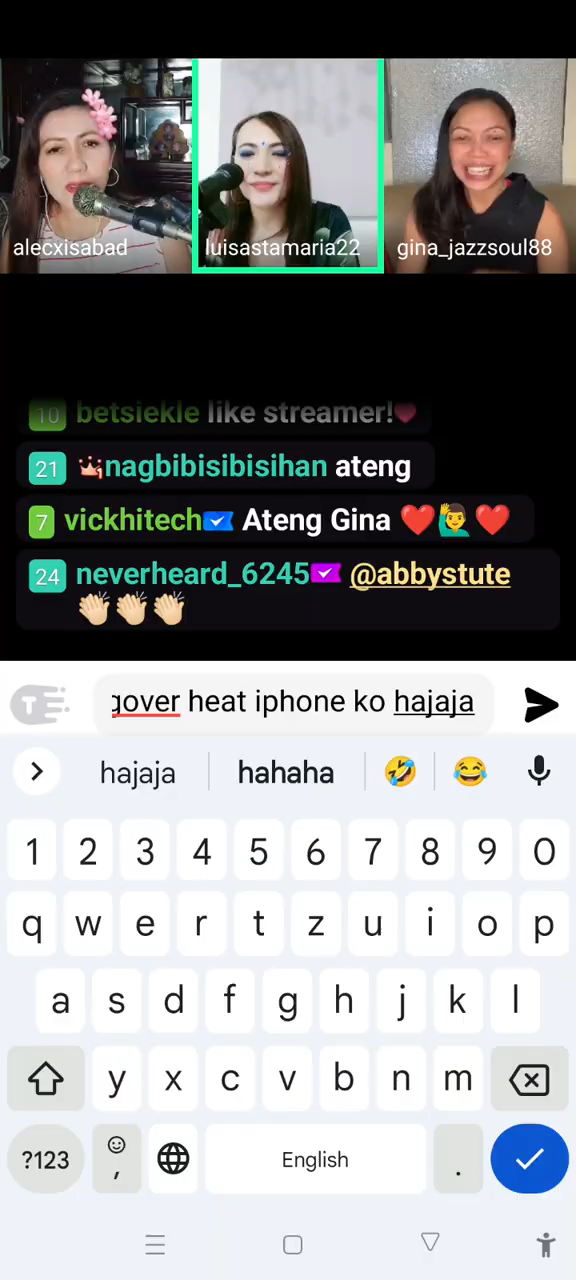 alecxisabad
luisastamaria22
gina_jazzsoul88
10 betsiekle like streamer!
21 nagbibisibisihan ateng
7 vickhitech Ateng Gina ❤️🙋‍♂️❤️
24 neverheard_6245 @abbystute
👏🏻👏🏻👏🏻
T
gover heat iphone ko hajaja
hajaja hahaha 🤣 😂
1 2 3 4 5 6 7 8 9 0
q w e r t z u i o p
a s d f g h j k l
y x c v b n m
?123 , English .